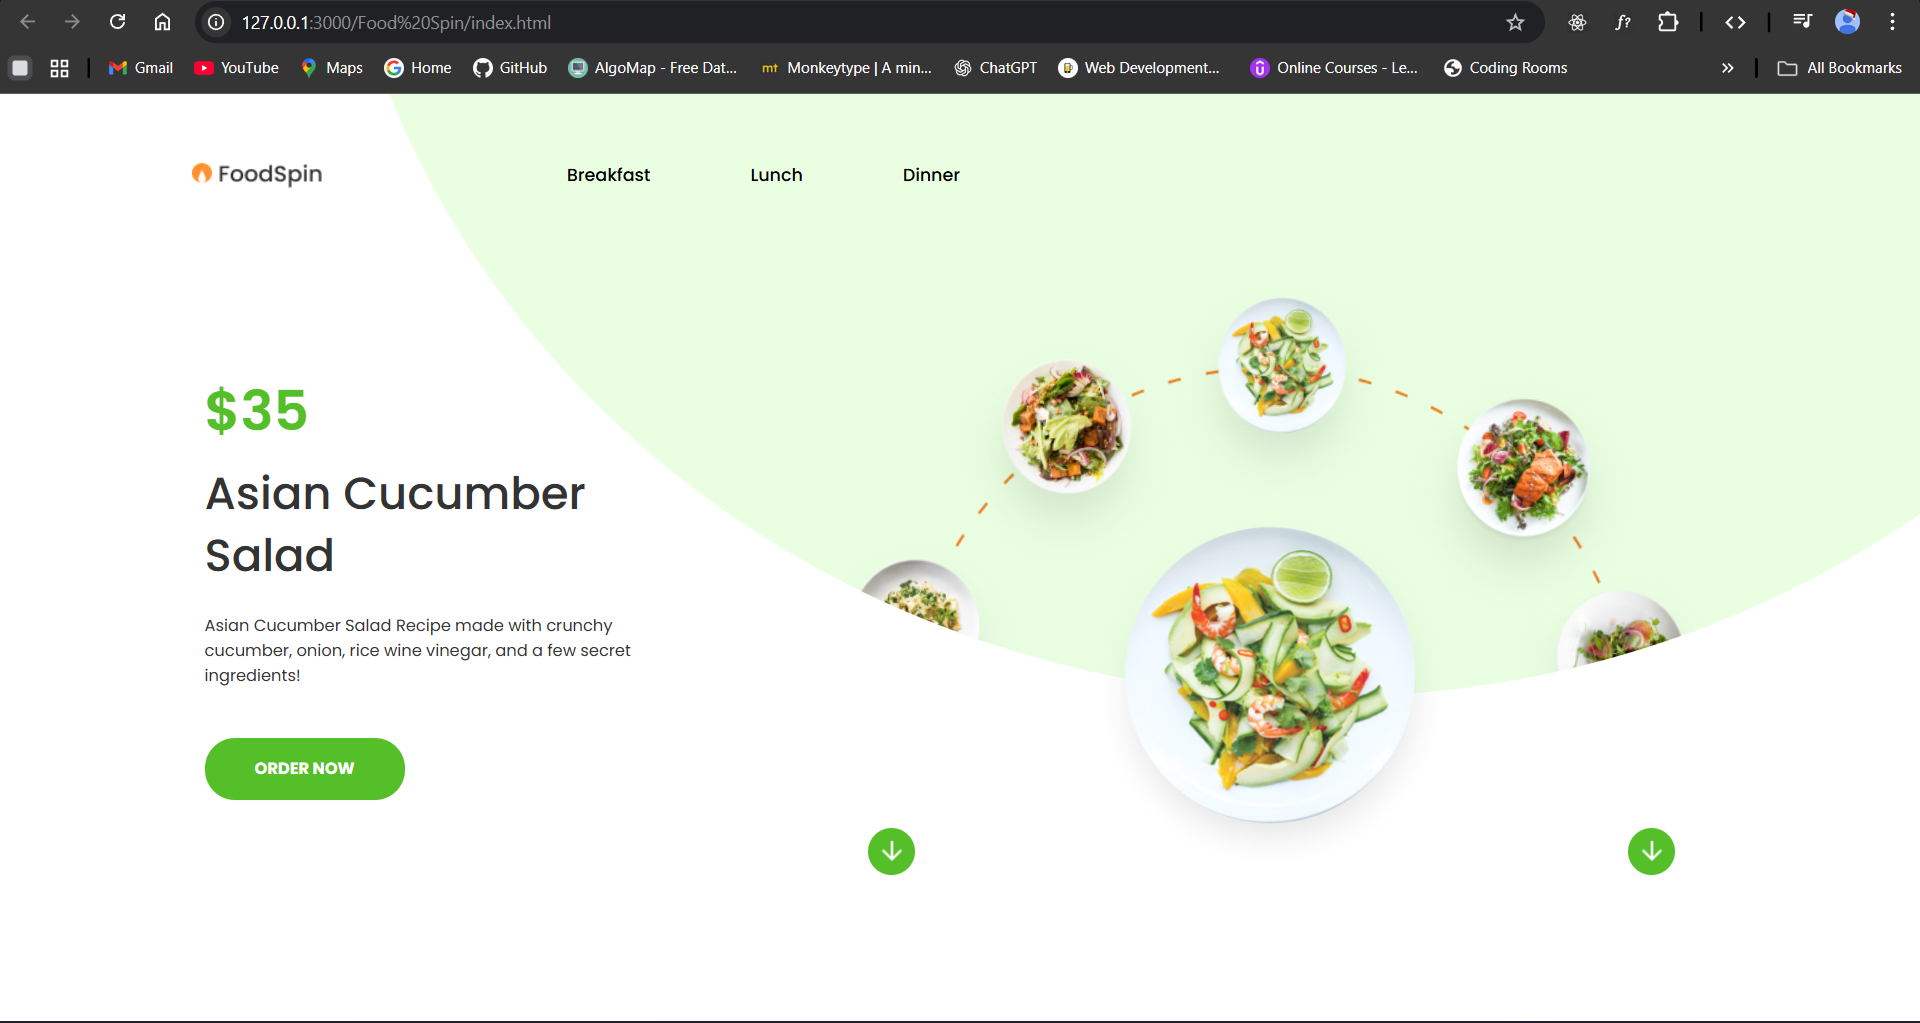 127.0.0.1:3000/Food%20Spin/index.html
f?
Gmail
YouTube
Maps
Home
GitHub
AlgoMap - Free Dat...
mt Monkeytype | A min...
ChatGPT
Web Development...
Online Courses - Le...
Coding Rooms
All Bookmarks
FoodSpin
Breakfast
Lunch
Dinner
$35
Asian Cucumber
Salad
Asian Cucumber Salad Recipe made with crunchy
cucumber, onion, rice wine vinegar, and a few secret
ingredients!
ORDER NOW